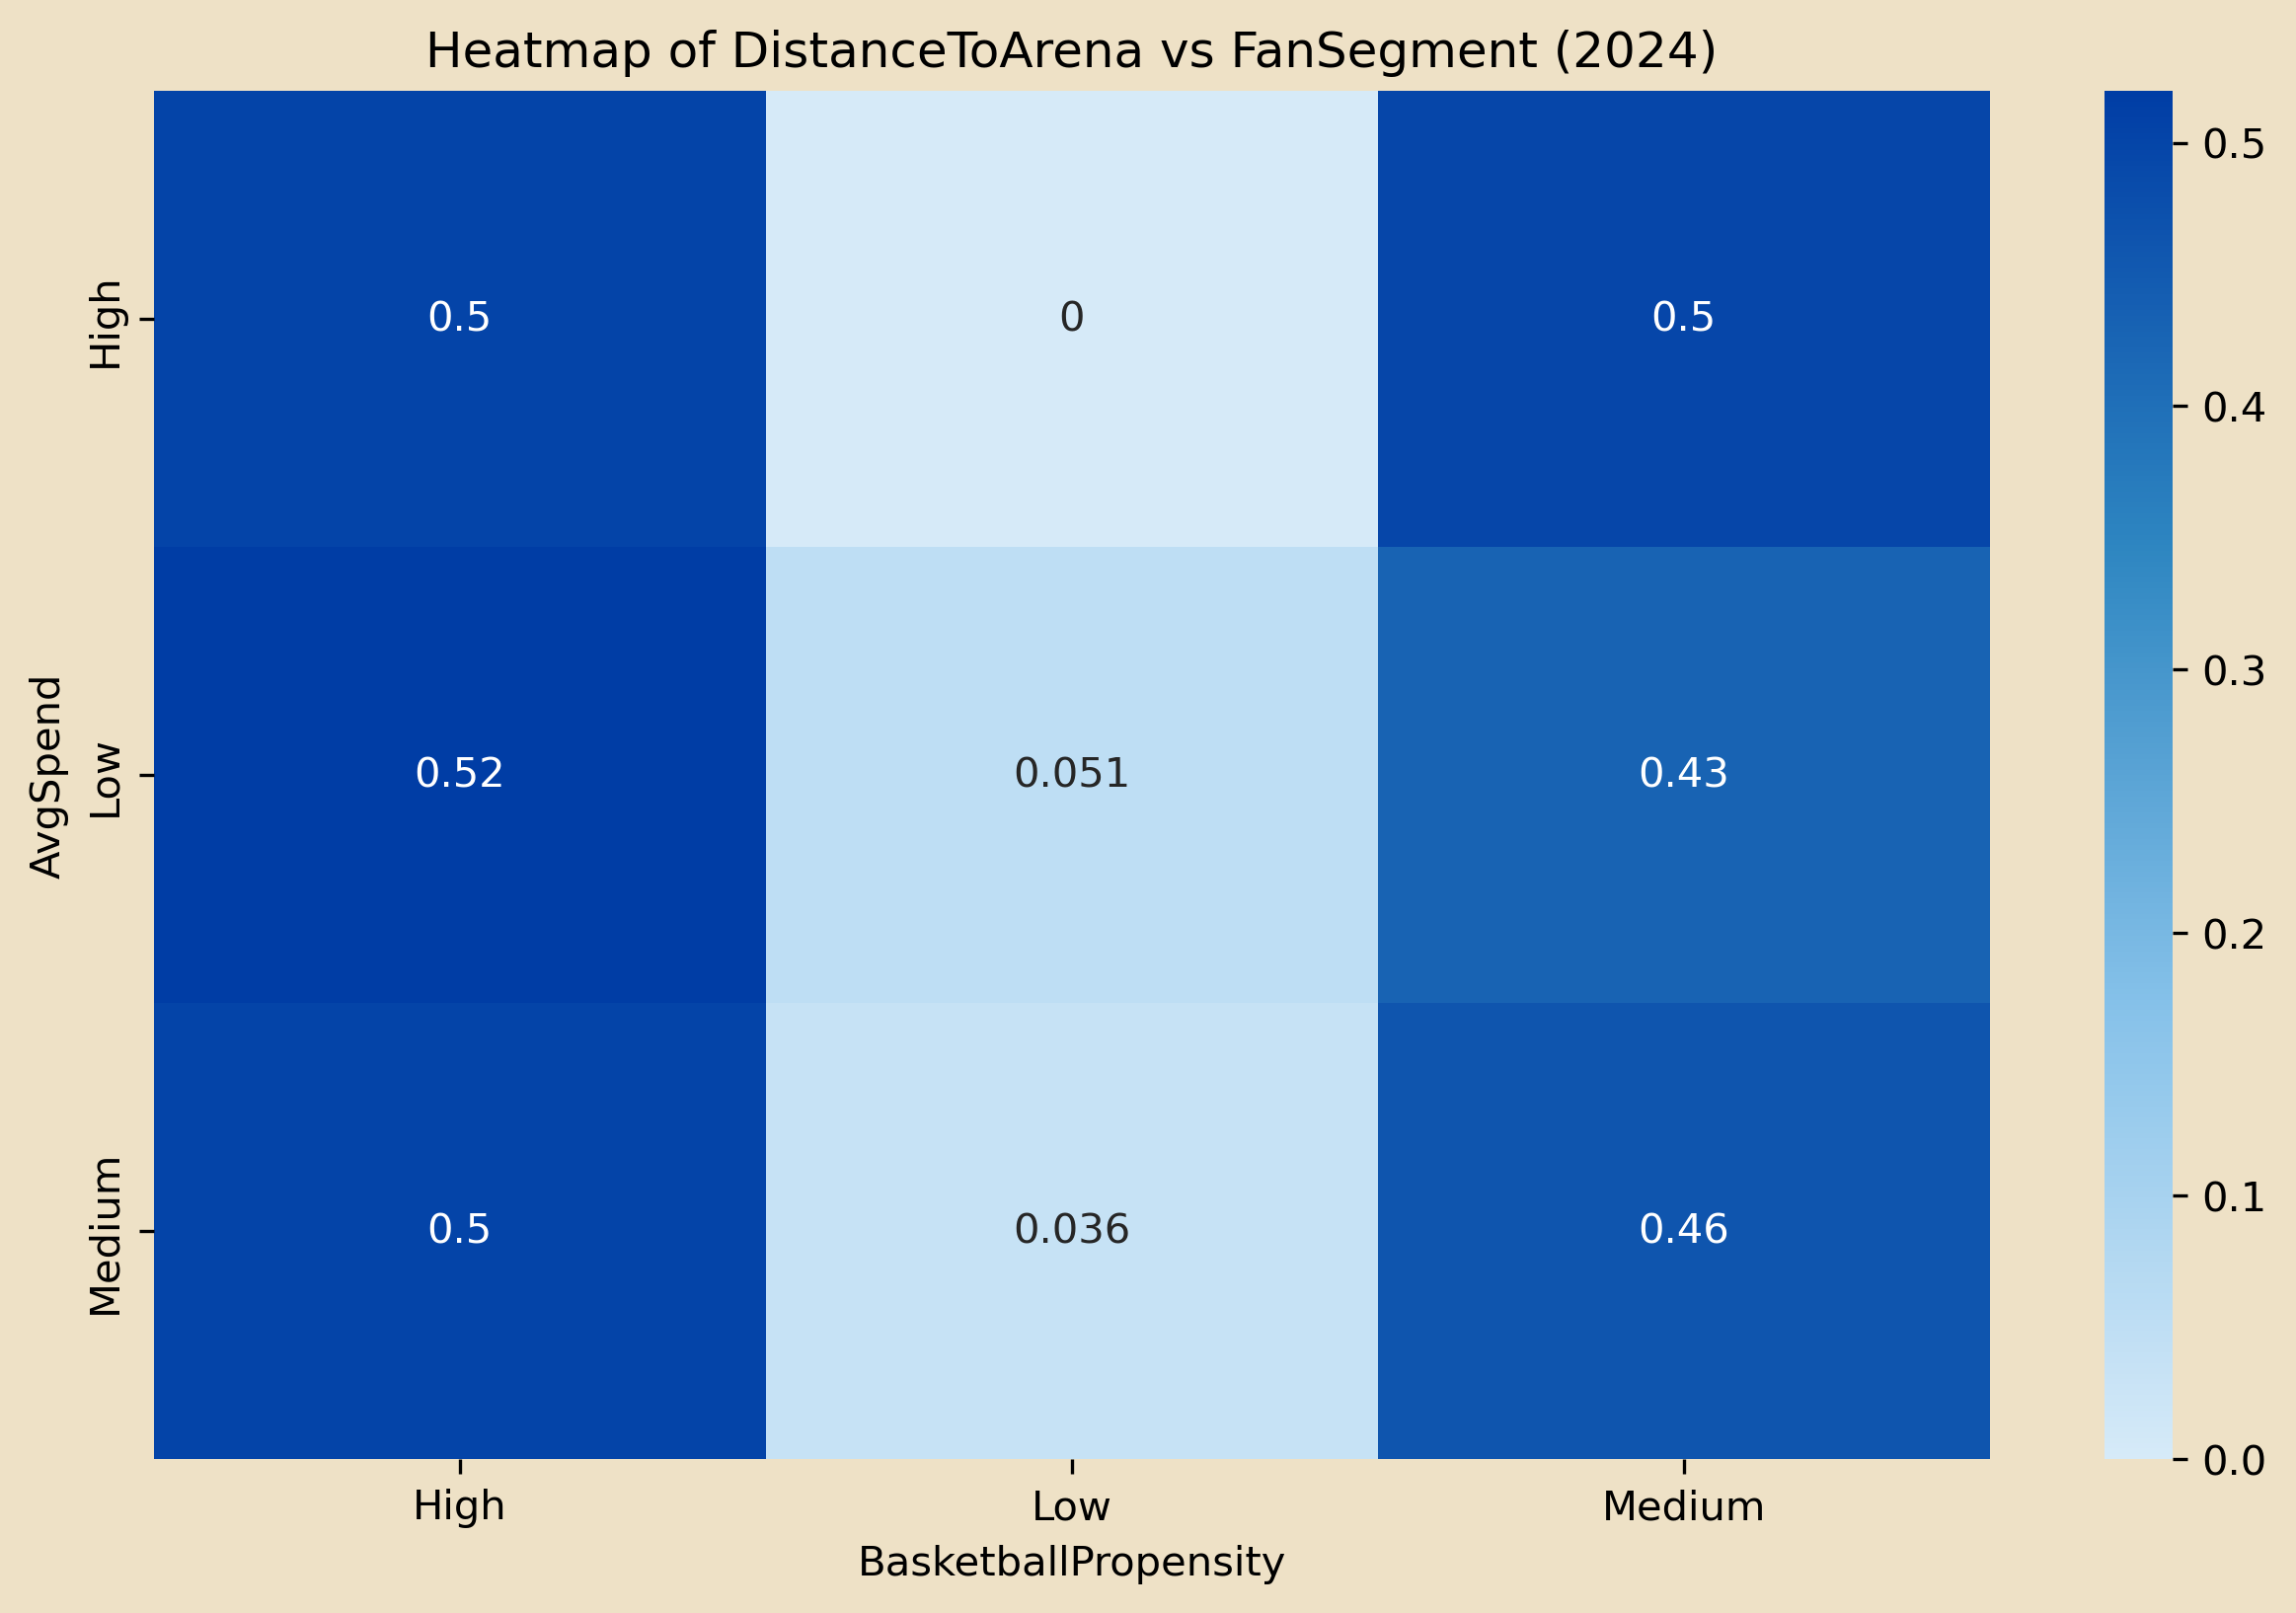 Heatmap of DistanceToArena vs FanSegment (2024)
AvgSpend
High
0.5
0
0.5
Low
0.52
0.051
0.43
Medium
0.5
0.036
0.46
High
Low
Medium
BasketballPropensity
0.5
0.4
0.3
0.2
0.1
0.0